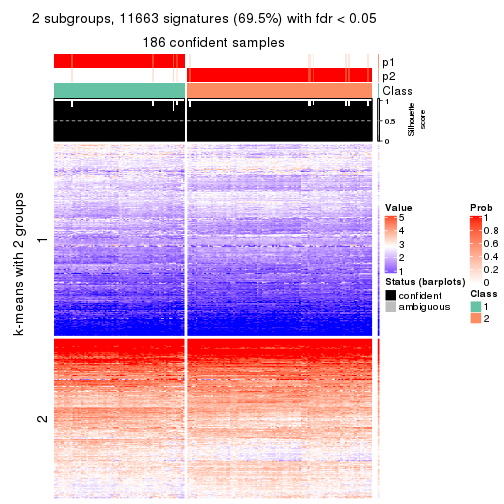 2 subgroups, 11663 signatures (69.5%) with fdr < 0.05
186 confident samples
p1
p2
Class
1
0.5
0
Silhouette
score
k-means with 2 groups
1
2
Value
5
4
3
2
1
Status (barplots)
confident
ambiguous
Prob
1
0.8
0.6
0.4
0.2
0
Class
1
2